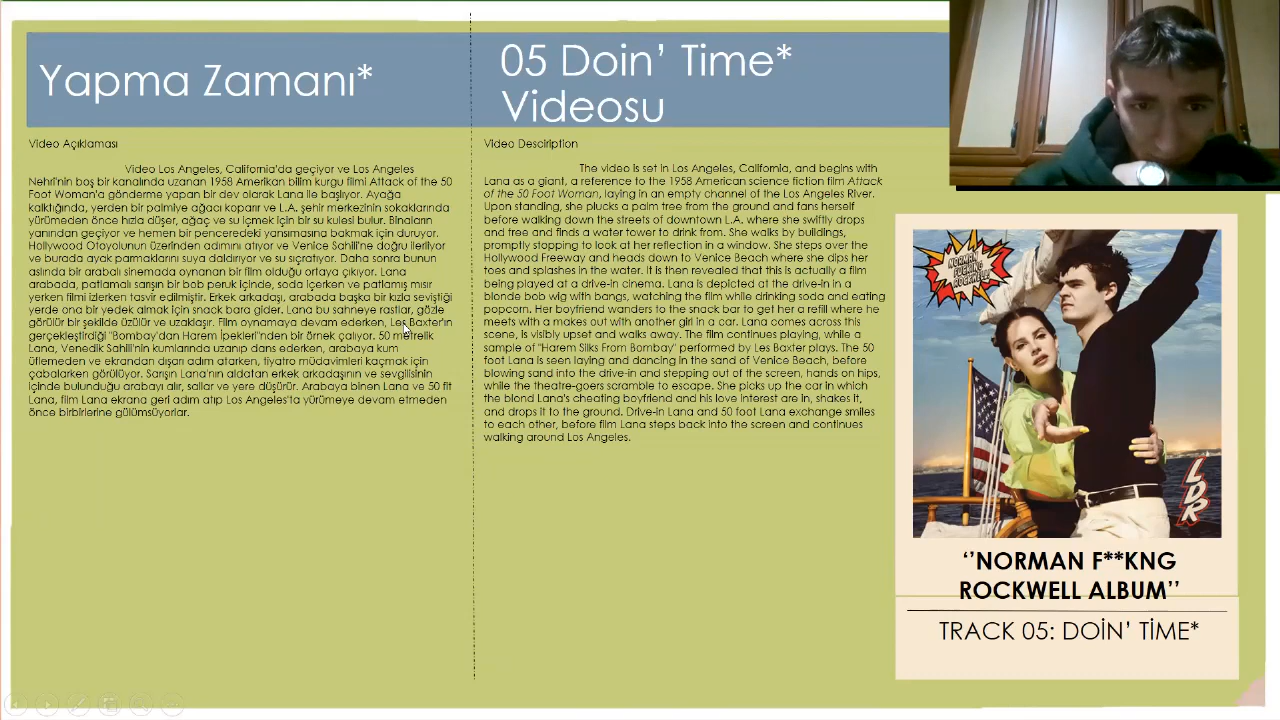 Yapma Zamanı*
05 Doin' Time*
Videosu
Video Açıklaması
Video Los Angeles, California'da geçiyor ve Los Angeles
Nehri'nin boş bir kanalında uzanan 1958 Amerikan bilim kurgu filmi Attack of the 50
Foot Woman'a gönderme yapan bir dev olarak Lana ile başlıyor. Ayağa
kalktığında, yerden bir palmiye ağacı koparır ve L.A. şehir merkezinin sokaklarında
yürümeden önce hızla düşer, ağaç ve su içmek için bir su kulesi bulur. Binaların
yanından geçiyor ve hemen bir penceredeki yansımasına bakmak için duruyor.
Hollywood Otoyolunun üzerinden adımını atıyor ve Venice Sahili'ne doğru ilerliyor
ve burada ayak parmaklarını suya daldırıyor ve su sıçratıyor. Daha sonra bunun
aslında bir arabalı sinemada oynanan bir film olduğu ortaya çıkıyor. Lana
arabada, patlamalı sarışın bir bob peruk içinde, soda içerken ve patlamış mısır
yerken filmi izlerken tasvir edilmiştir. Erkek arkadaşı, arabada başka bir kızla seviştiği
yerde ona bir yedek almak için snack bara gider. Lana bu sahneye rastlar, gözle
görülür bir şekilde üzülür ve uzaklaşır. Film oynamaya devam ederken, Les Baxter'ın
gerçekleştirdiği "Bombay'dan Harem İpekleri"nden bir örnek çalıyor. 50 metrelik
Lana, Venedik Sahili'nin kumlarında uzanıp dans ederken, arabaya kum
üflemeden ve ekrandan dışarı adım atarken, tiyatro müdavimleri kaçmak için
çabalarken görülüyor. Sarışın Lana'nın aldatan erkek arkadaşının ve sevgilisinin
içinde bulunduğu arabayı alır, sallar ve yere düşürür. Arabaya binen Lana ve 50 fit
Lana, film Lana ekrana geri adım atıp Los Angeles'ta yürümeye devam etmeden
önce birbirlerine gülümsüyorlar.
Video Desciription
The video is set in Los Angeles, California, and begins with
Lana as a giant, a reference to the 1958 American science fiction film Attack
of the 50 Foot Woman, laying in an empty channel of the Los Angeles River.
Upon standing, she plucks a palm tree from the ground and fans herself
before walking down the streets of downtown L.A. where she swiftly drops
and tree and finds a water tower to drink from. She walks by buildings,
promptly stopping to look at her reflection in a window. She steps over the
Hollywood Freeway and heads down to Venice Beach where she dips her
toes and splashes in the water. It is then revealed that this is actually a film
being played at a drive-in cinema. Lana is depicted at the drive-in in a
blonde bob wig with bangs, watching the film while drinking soda and eating
popcorn. Her boyfriend wanders to the snack bar to get her a refill where he
meets with a makes out with another girl in a car. Lana comes across this
scene, is visibly upset and walks away. The film continues playing, while a
sample of "Harem Silks From Bombay" performed by Les Baxter plays. The 50
foot Lana is seen laying and dancing in the sand of Venice Beach, before
blowing sand into the drive-in and stepping out of the screen, hands on hips,
while the theatre-goers scramble to escape. She picks up the car in which
the blond Lana's cheating boyfriend and his love interest are in, shakes it,
and drops it to the ground. Drive-in Lana and 50 foot Lana exchange smiles
to each other, before film Lana steps back into the screen and continues
walking around Los Angeles.
NORMAN
FUCKING
ROCKWELL!
LDR
‘’NORMAN F**KNG
ROCKWELL ALBUM’’
TRACK 05: DOİN’ TİME*